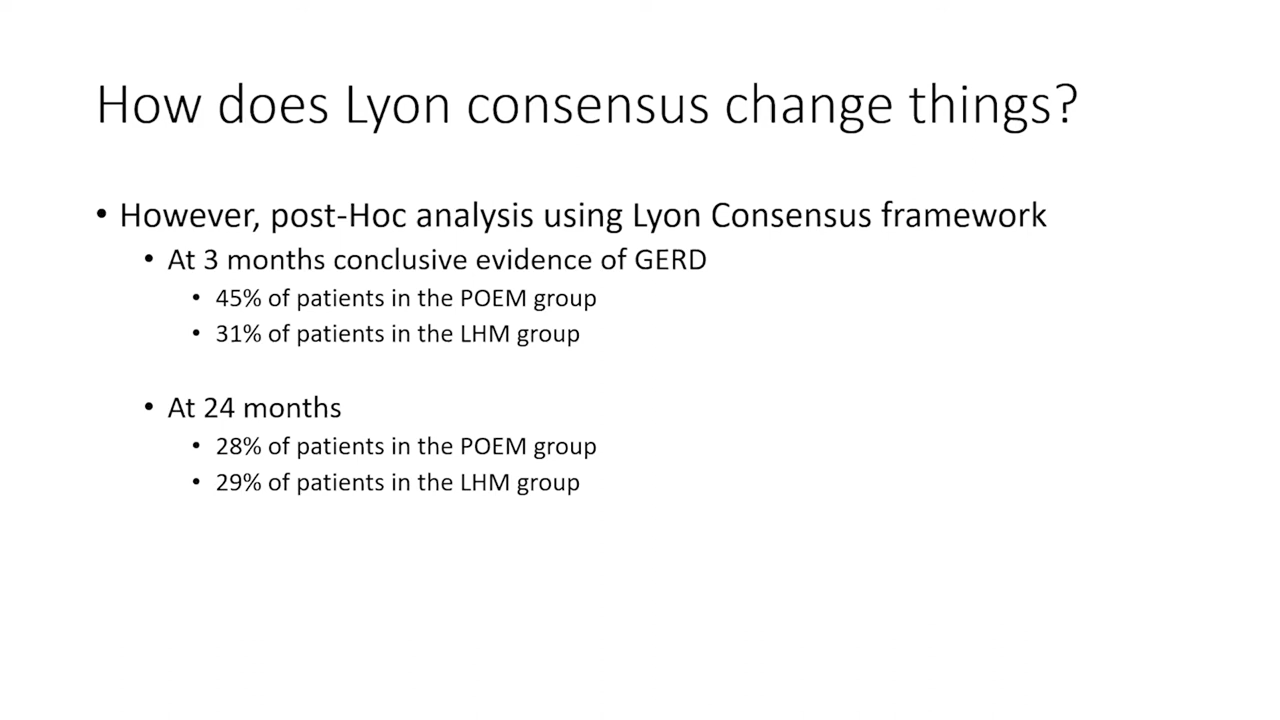 How does Lyon consensus change things?
• However, post-Hoc analysis using Lyon Consensus framework
• At 3 months conclusive evidence of GERD
• 45% of patients in the POEM group
• 31% of patients in the LHM group
• At 24 months
• 28% of patients in the POEM group
• 29% of patients in the LHM group